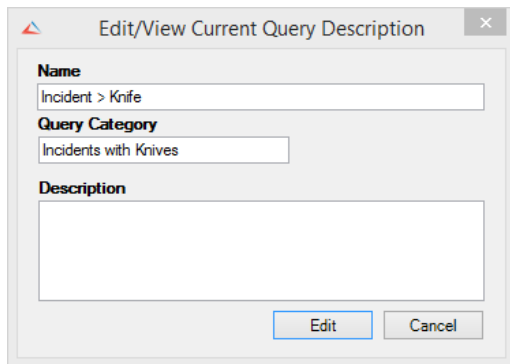 Edit/View Current Query Description
Name
Incident > Knife
Query Category
Incidents with Knives
Description
Edit Cancel